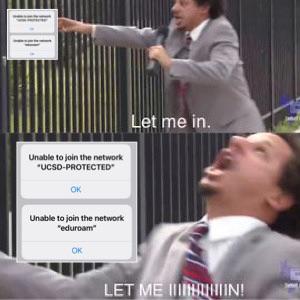 Unable to join the network
"UCSD-PROTECTED"
OK
Unable to join the network
"eduroam"
OK
Let me in.
Unable to join the network
"UCSD-PROTECTED"
OK
Unable to join the network
"eduroam"
OK
LET ME IIIIIIIIIIIIN!